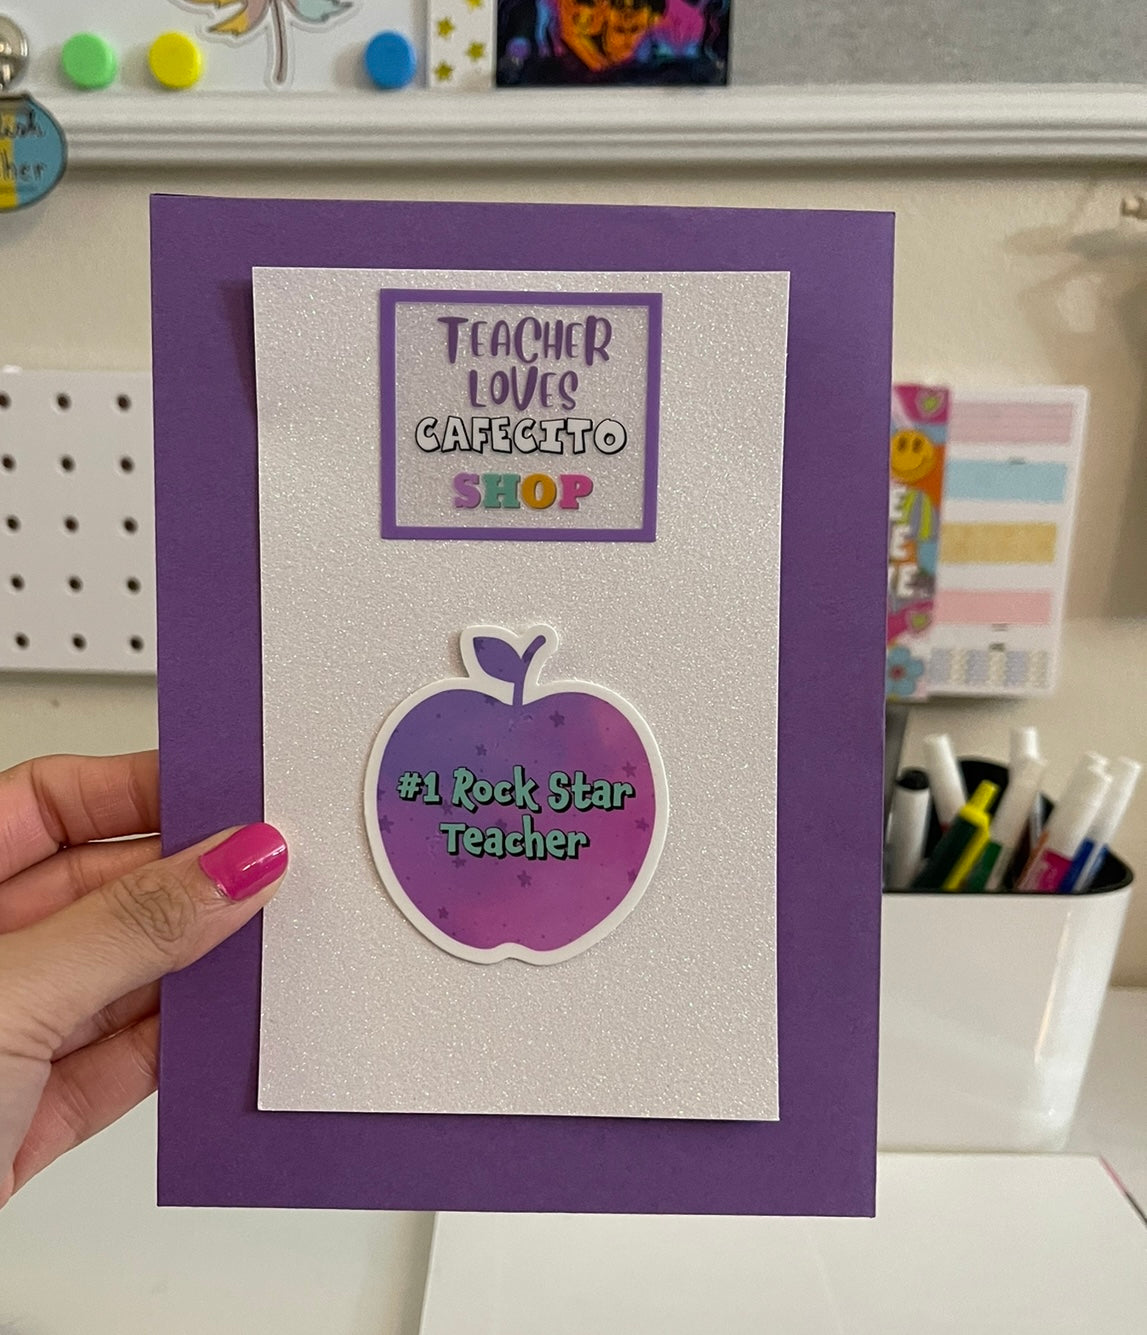 TEACHER
LOVES
CAFECITO
SHOP
#1 Rock Star
Teacher